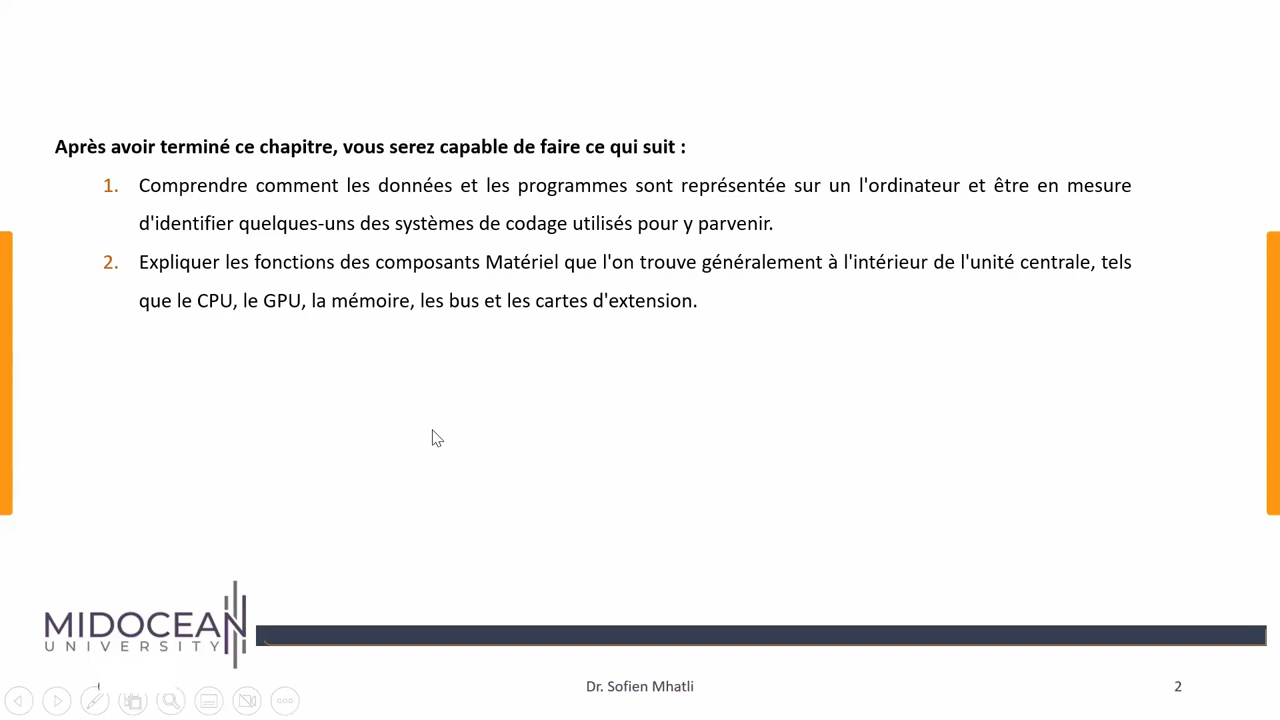 Après avoir terminé ce chapitre, vous serez capable de faire ce qui suit :
1. Comprendre comment les données et les programmes sont représentée sur un l'ordinateur et être en mesure
d'identifier quelques-uns des systèmes de codage utilisés pour y parvenir.
2. Expliquer les fonctions des composants Matériel que l'on trouve généralement à l'intérieur de l'unité centrale, tels
que le CPU, le GPU, la mémoire, les bus et les cartes d'extension.
MIDOCEAN
UNIVERSITY
Dr. Sofien Mhatli
2